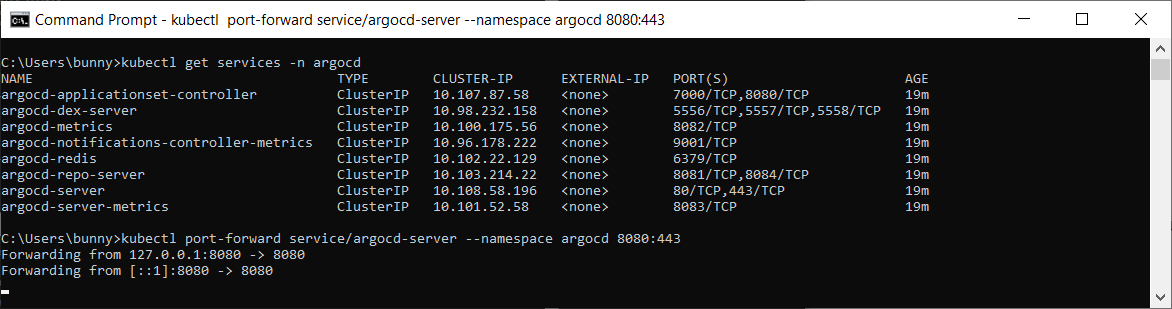 Command Prompt - kubectl  port-forward service/argocd-server --namespace argocd 8080:443
C:\Users\bunny>kubectl get services -n argocd
NAME                                      TYPE        CLUSTER-IP      EXTERNAL-IP   PORT(S)                      AGE
argocd-applicationset-controller          ClusterIP   10.107.87.58    <none>        7000/TCP,8080/TCP            19m
argocd-dex-server                         ClusterIP   10.98.232.158   <none>        5556/TCP,5557/TCP,5558/TCP   19m
argocd-metrics                            ClusterIP   10.100.175.56   <none>        8082/TCP                     19m
argocd-notifications-controller-metrics   ClusterIP   10.96.178.222   <none>        9001/TCP                     19m
argocd-redis                              ClusterIP   10.102.22.129   <none>        6379/TCP                     19m
argocd-repo-server                        ClusterIP   10.103.214.22   <none>        8081/TCP,8084/TCP            19m
argocd-server                             ClusterIP   10.108.58.196   <none>        80/TCP,443/TCP               19m
argocd-server-metrics                     ClusterIP   10.101.52.58    <none>        8083/TCP                     19m
C:\Users\bunny>kubectl port-forward service/argocd-server --namespace argocd 8080:443
Forwarding from 127.0.0.1:8080 -> 8080
Forwarding from [::1]:8080 -> 8080